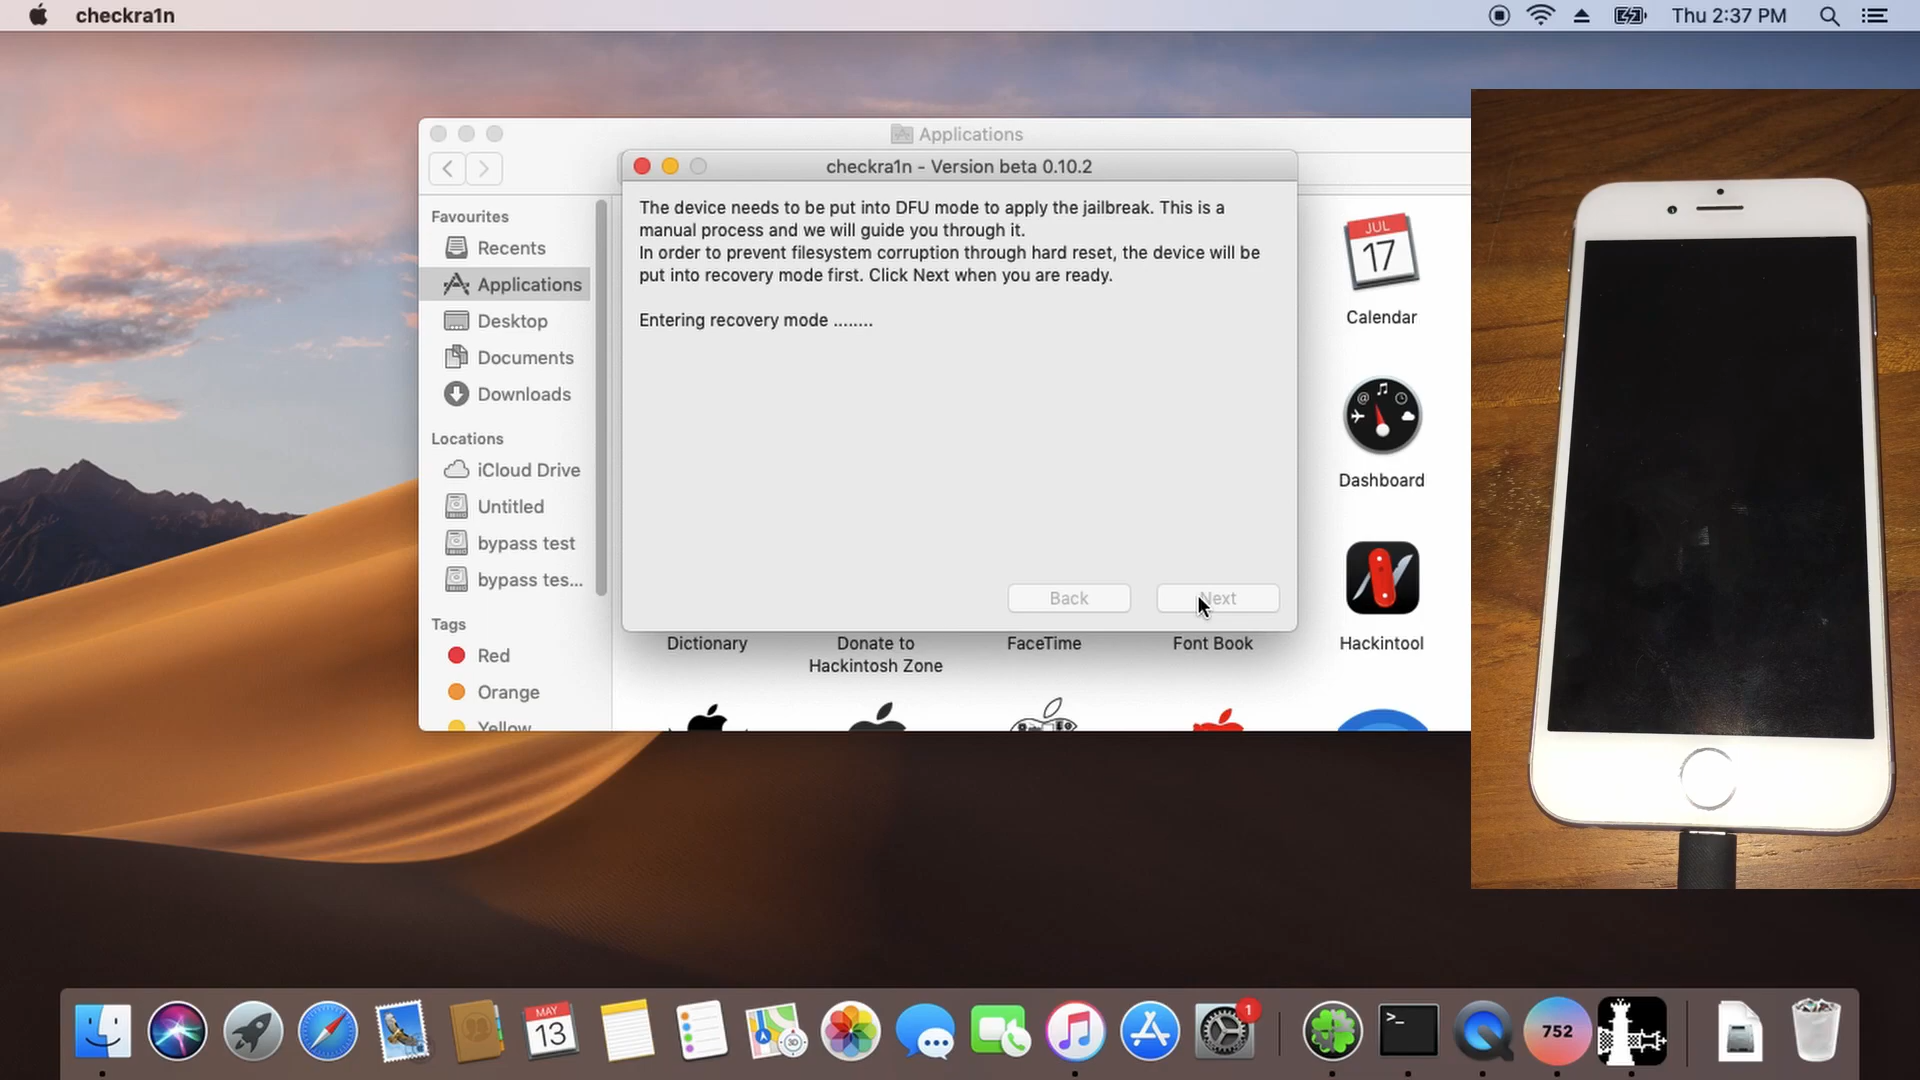 checkra1n
Thu 2:37 PM
Applications
checkra1n - Version beta 0.10.2
The device needs to be put into DFU mode to apply the jailbreak. This is a
manual process and we will guide you through it.
In order to prevent filesystem corruption through hard reset, the device will be
put into recovery mode first. Click Next when you are ready.
Entering recovery mode ........
Back
Next
Favourites
Recents
Applications
Desktop
Documents
Downloads
Locations
iCloud Drive
Untitled
bypass test
bypass tes...
Tags
Red
Orange
Yellow
JUL
17
Calendar
Dashboard
Dictionary
Donate to
Hackintosh Zone
FaceTime
Font Book
Hackintool
MAY
13
3D
1
>_
752